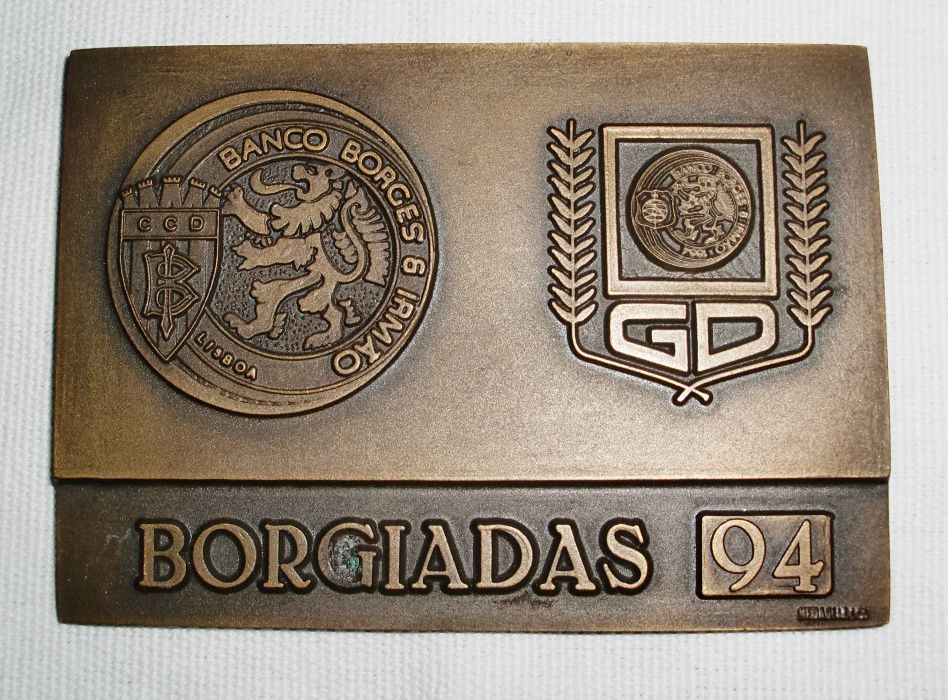 BANCO BORGES & IRMÃO
CCD
LISBOA
GD
BORGIADAS 94